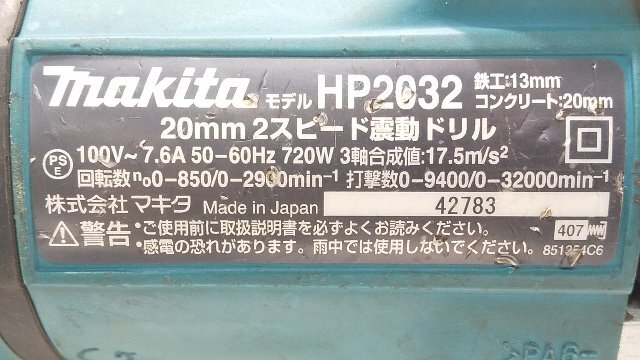 makita モデル HP2032 鉄工:13mm コンクリート:20mm
20mm 2スピード震動ドリル
PSE 100V~ 7.6A 50-60Hz 720W 3軸合成値:17.5m/s²
回転数n₀0-850/0-2900min⁻¹ 打撃数0-9400/0-32000min⁻¹
株式会社 マキタ Made in Japan 42783
警告 •ご使用前に取扱説明書を必ずよくお読みください。 407
•感電の恐れがあります。雨中では使用しないでください。 851254C6